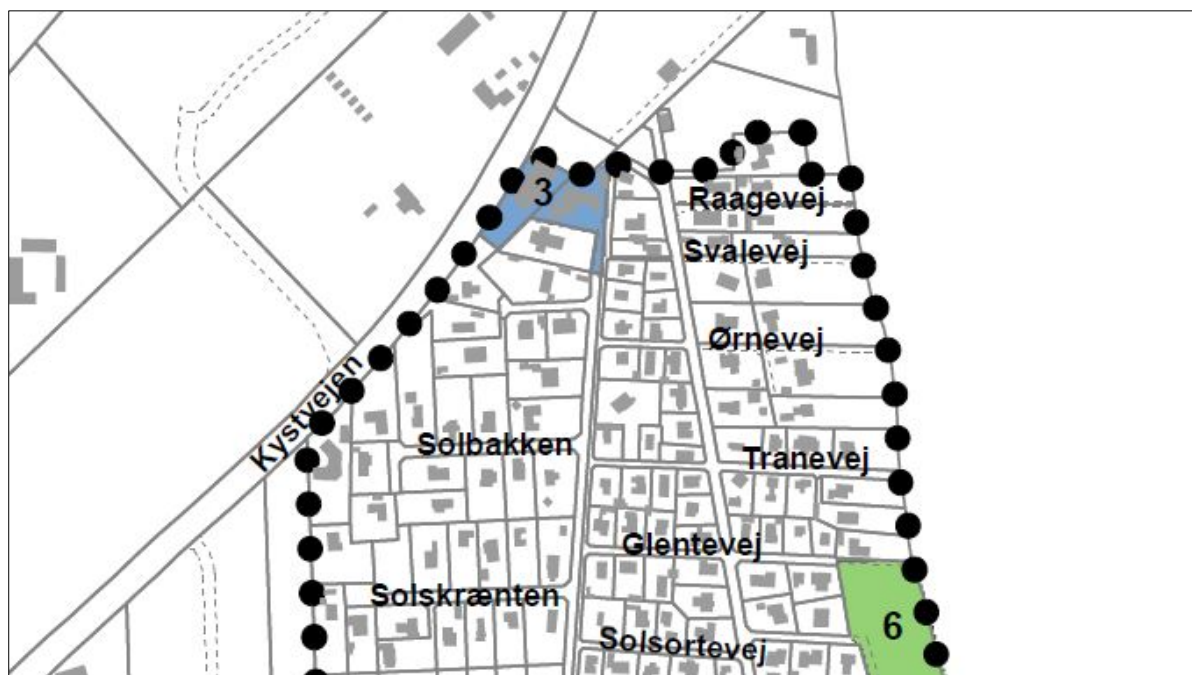 3
Raagevej
Svalevej
Ørnevej
Kystvejen
Solbakken
Tranevej
Glentevej
Solskrænten
6
Solsortevej